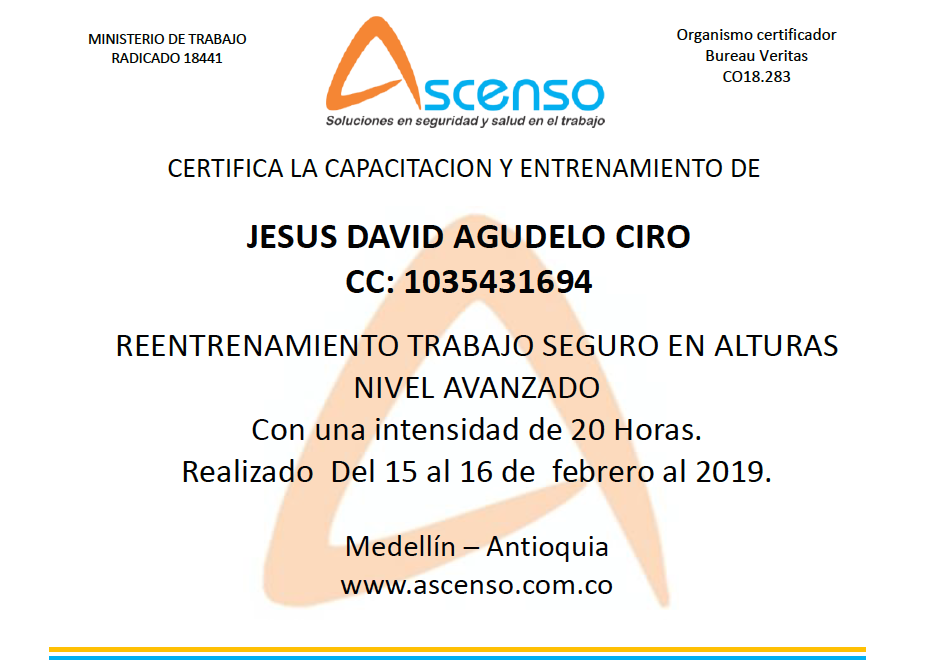 MINISTERIO DE TRABAJO
RADICADO 18441
Ascenso
Soluciones en seguridad y salud en el trabajo
Organismo certificador
Bureau Veritas
CO18.283
CERTIFICA LA CAPACITACION Y ENTRENAMIENTO DE
JESUS DAVID AGUDELO CIRO
CC: 1035431694
REENTRENAMIENTO TRABAJO SEGURO EN ALTURAS
NIVEL AVANZADO
Con una intensidad de 20 Horas.
Realizado Del 15 al 16 de febrero al 2019.
Medellín – Antioquia
www.ascenso.com.co